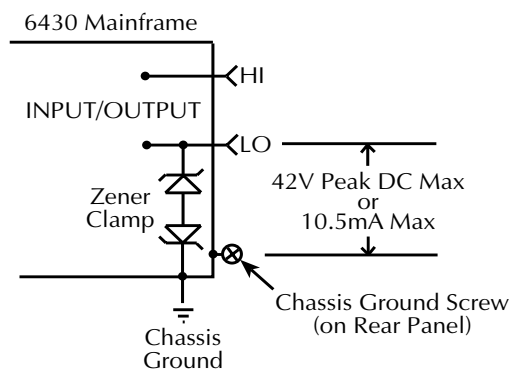 6430 Mainframe
HI
INPUT/OUTPUT
LO
42V Peak DC Max
or
10.5mA Max
Zener
Clamp
Chassis Ground Screw
(on Rear Panel)
Chassis
Ground